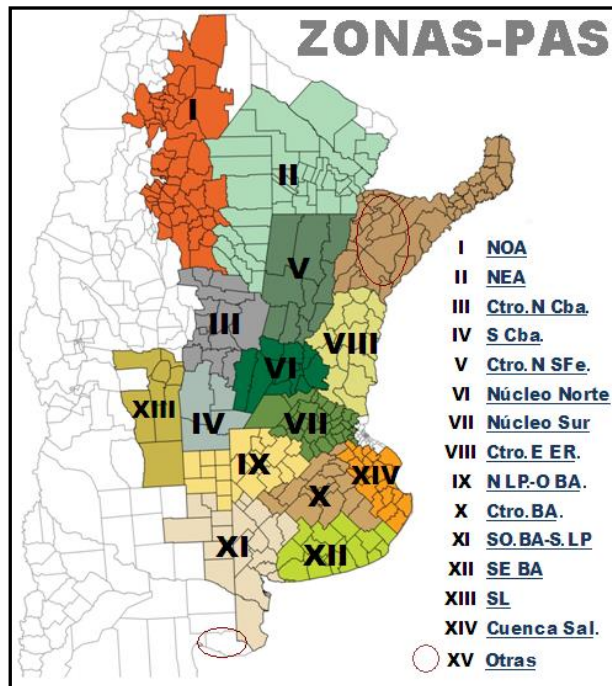 ZONAS-PAS
I
II
V
III
VIII
VI
XIII
IV
VII
IX
XIV
X
XI
XII
I NOA
II NEA
III Ctro.N Cba.
IV S Cba.
V Ctro.N SFe.
VI Núcleo Norte
VII Núcleo Sur
VIII Ctro.E ER.
IX N LP.-O BA.
X Ctro.BA.
XI SO.BA-S.LP
XII SE BA
XIII SL
XIV Cuenca Sal.
XV Otras